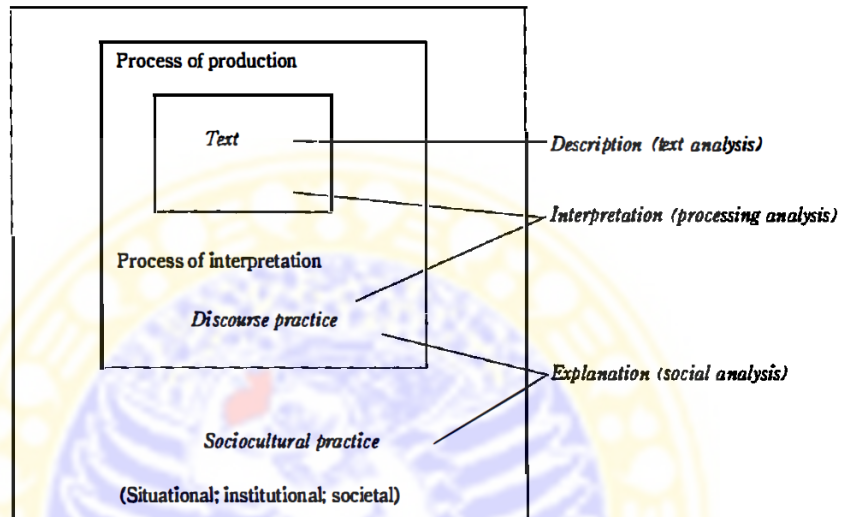 Process of production
Text
Description (text analysis)
Interpretation (processing analysis)
Process of interpretation
Discourse practice
Explanation (social analysis)
Sociocultural practice
(Situational; institutional; societal)